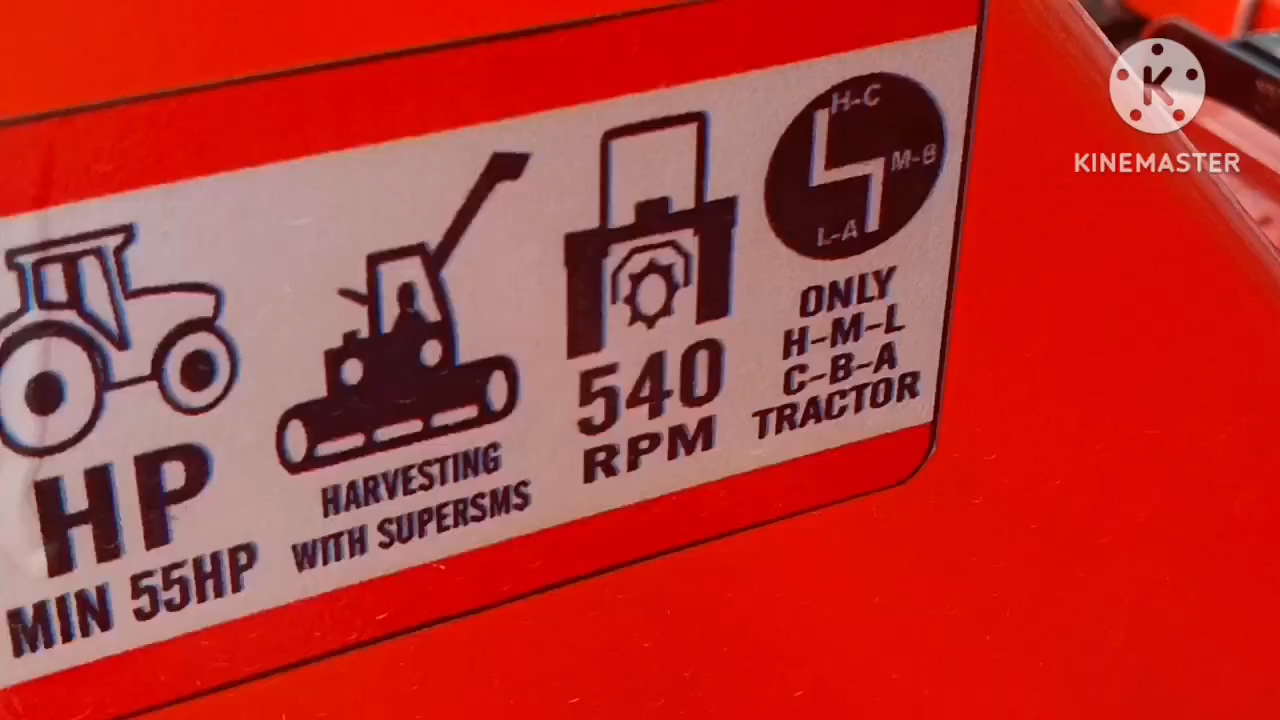 HP
MIN 55HP
HARVESTING
WITH SUPERSMS
540
RPM
H-C
M-B
L-A
ONLY
H-M-L
C-B-A
TRACTOR
K
KINEMASTER